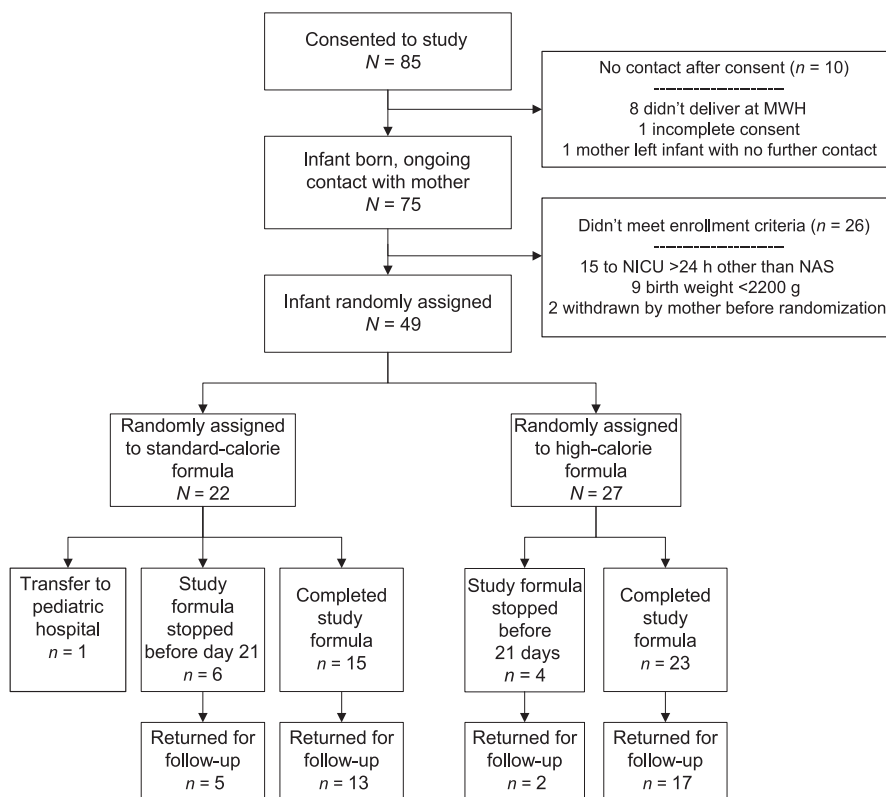 Consented to study
N = 85
No contact after consent (n = 10)
-----------------------
8 didn't deliver at MWH
1 incomplete consent
1 mother left infant with no further contact
Infant born, ongoing
contact with mother
N = 75
Didn't meet enrollment criteria (n = 26)
-----------------------
15 to NICU >24 h other than NAS
9 birth weight <2200 g
2 withdrawn by mother before randomization
Infant randomly assigned
N = 49
Randomly assigned
to standard-calorie
formula
N = 22
Randomly assigned
to high-calorie
formula
N = 27
Transfer to
pediatric
hospital
n = 1
Study
formula
stopped
before day 21
n = 6
Completed
study
formula
n = 15
Study formula
stopped
before
21 days
n = 4
Completed
study
formula
n = 23
Returned for
follow-up
n = 5
Returned for
follow-up
n = 13
Returned for
follow-up
n = 2
Returned for
follow-up
n = 17